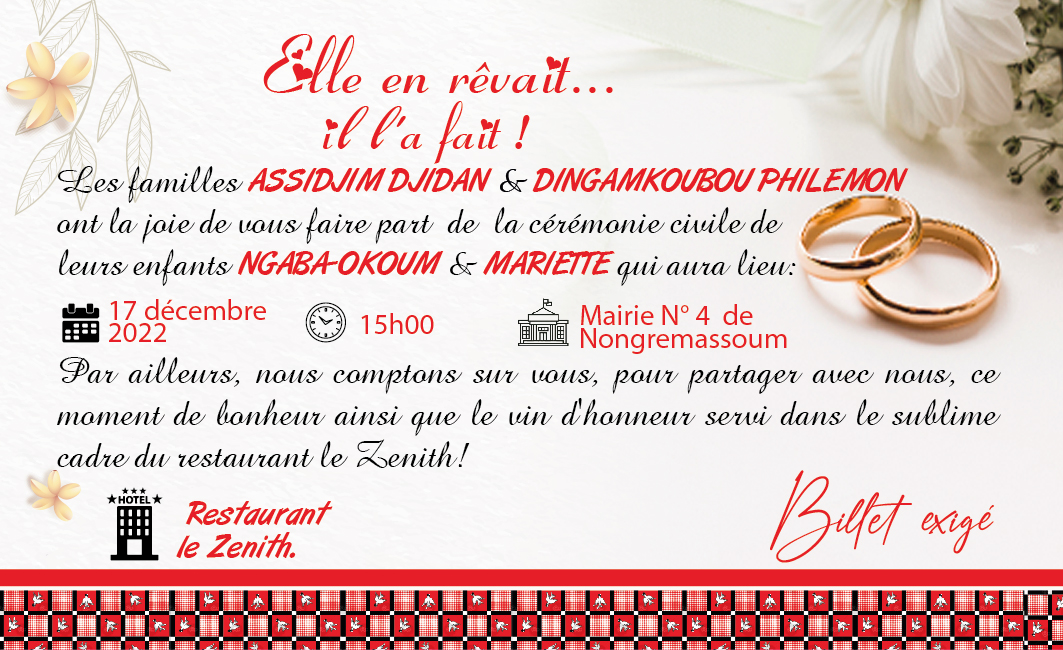 Elle en rêvait...
il l'a fait !
Les familles ASSIDJIM DJIDAN & DINGAMKOUBOU PHILEMON
ont la joie de vous faire part de la cérémonie civile de
leurs enfants NGABA-OKOUM & MARIETTE qui aura lieu:
17 décembre
2022
15h00
Mairie N° 4 de
Nongremassoum
Par ailleurs, nous comptons sur vous, pour partager avec nous, ce
moment de bonheur ainsi que le vin d'honneur servi dans le sublime
cadre du restaurant le Zenith!
HOTEL
Restaurant
le Zenith.
Billet exigé